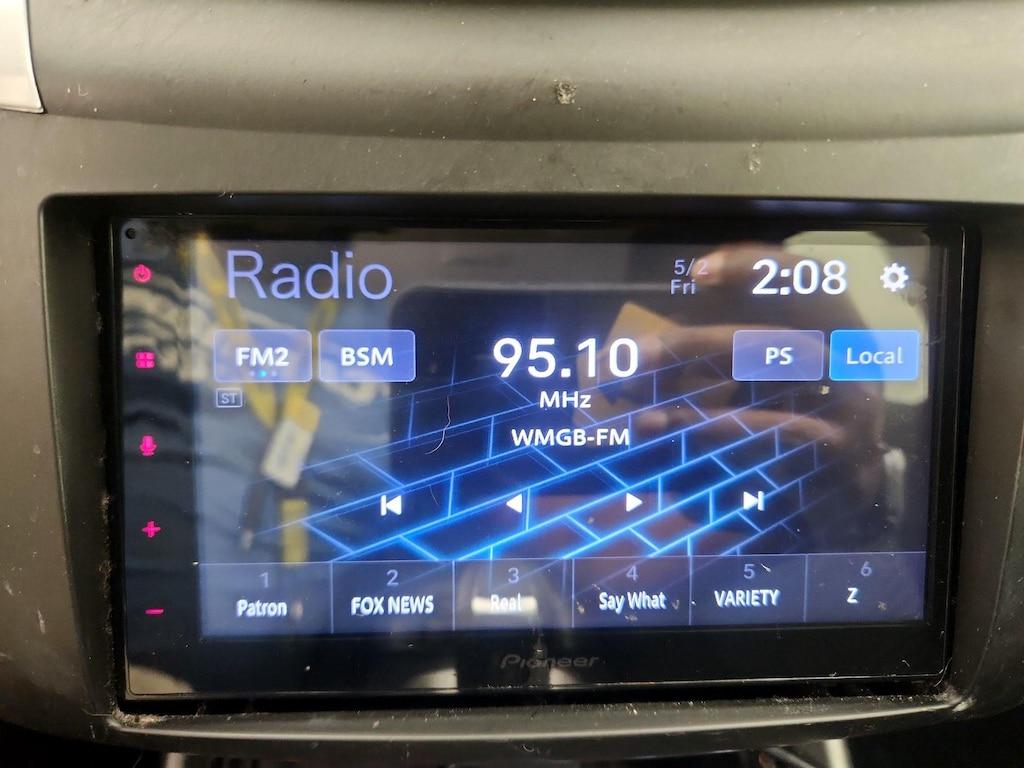 Radio
5/2
Fri
2:08
FM2
BSM
95.10
PS
Local
ST
MHz
WMGB-FM
1
2
3
4
5
6
Patron
FOX NEWS
Real
Say What
VARIETY
Z
Pioneer